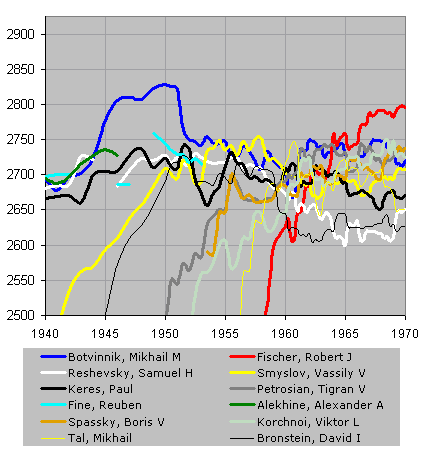 2900
2850
2800
2750
2700
2650
2600
2550
2500
1940 1945 1950 1955 1960 1965 1970
Botvinnik, Mikhail M Fischer, Robert J
Reshevsky, Samuel H Smyslov, Vassily V
Keres, Paul Petrosian, Tigran V
Fine, Reuben Alekhine, Alexander A
Spassky, Boris V Korchnoi, Viktor L
Tal, Mikhail Bronstein, David I